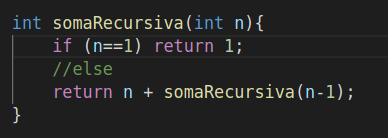 int somaRecursiva(int n){
    if (n==1) return 1;
    //else
    return n + somaRecursiva(n-1);
}